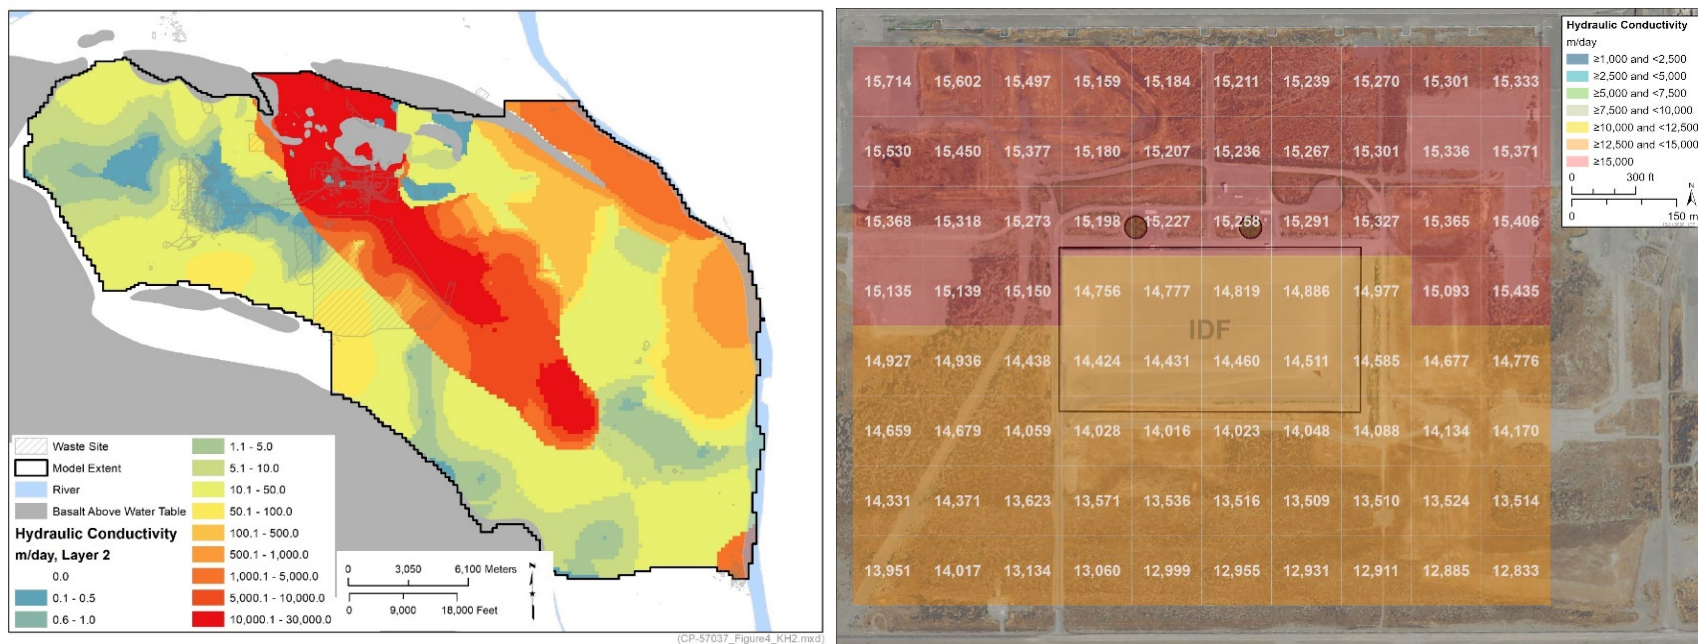 Waste Site
Model Extent
River
Basalt Above Water Table
Hydraulic Conductivity
m/day, Layer 2
0.0
0.1 - 0.5
0.6 - 1.0
1.1 - 5.0
5.1 - 10.0
10.1 - 50.0
50.1 - 100.0
100.1 - 500.0
500.1 - 1,000.0
1,000.1 - 5,000.0
5,000.1 - 10,000.0
10,000.1 - 30,000.0
0 3,050 6,100 Meters
0 9,000 18,000 Feet
N
(CP-57037_Figure4_KH2.mxd)
Hydraulic Conductivity
m/day
≥1,000 and <2,500
≥2,500 and <5,000
≥5,000 and <7,500
≥7,500 and <10,000
≥10,000 and <12,500
≥12,500 and <15,000
≥15,000
0 300 ft
N
0 150 m
15,714 15,602 15,497 15,159 15,184 15,211 15,239 15,270 15,301 15,333
15,530 15,450 15,377 15,180 15,207 15,236 15,267 15,301 15,336 15,371
15,368 15,318 15,273 15,198 15,227 15,258 15,291 15,327 15,365 15,406
15,135 15,139 15,150 14,756 14,777 14,819 14,886 14,977 15,093 15,435
IDF
14,927 14,936 14,438 14,424 14,431 14,460 14,511 14,585 14,677 14,776
14,659 14,679 14,059 14,028 14,016 14,023 14,048 14,088 14,134 14,170
14,331 14,371 13,623 13,571 13,536 13,516 13,509 13,510 13,524 13,514
13,951 14,017 13,134 13,060 12,999 12,955 12,931 12,911 12,885 12,833